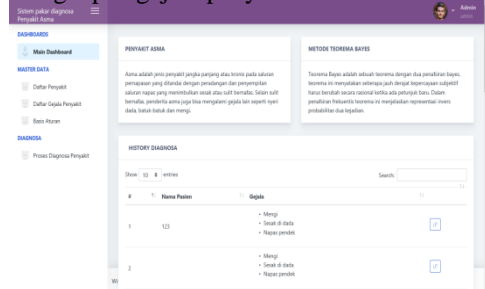 Sistem pakar diagnosa
Penyakit Asma
Admin
admin
DASHBOARDS
Main Dashboard
MASTER DATA
Daftar Penyakit
Daftar Gejala Penyakit
Basis Aturan
DIAGNOSA
Proses Diagnosa Penyakit
PENYAKIT ASMA
Asma adalah jenis penyakit jangka panjang atau kronis pada saluran
pernapasan yang ditandai dengan peradangan dan penyempitan
saluran napas yang menimbulkan sesak atau sulit bernafas. Selain sulit
bernafas, penderita asma juga bisa mengalami gejala lain seperti nyeri
dada, batuk-batuk dan mengi.
METODE TEOREMA BAYES
Teorema Bayes adalah sebuah teorema dengan dua penafsiran bayes,
teorema ini menyatakan seberapa jauh derajat kepercayaan subjektif
harus berubah secara rasional ketika ada petunjuk baru. Dalam
penafsiran frekuentis teorema ini menjelaskan representasi invers
probabilitas dua kejadian.
HISTORY DIAGNOSA
Show 10 entries
Search:
# Nama Pasien Gejala
1 123
• Mengi
• Sesak di dada
• Napas pendek
2
• Mengi
• Sesak di dada
• Napas pendek